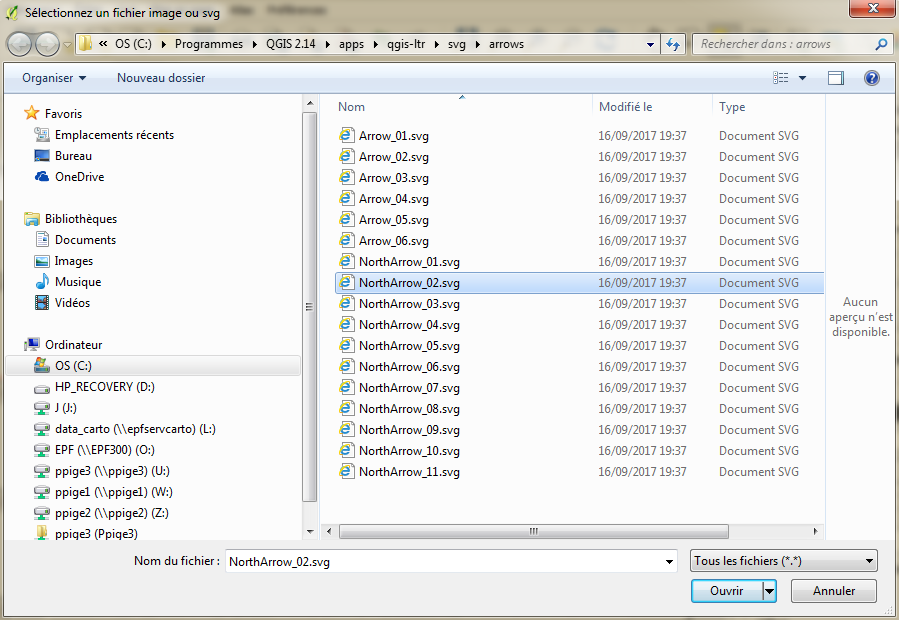 Sélectionnez un fichier image ou svg
« OS (C:) Programmes QGIS 2.14 apps qgis-ltr svg arrows
Rechercher dans : arrows
Organiser Nouveau dossier
Favoris
Emplacements récents
Bureau
OneDrive
Bibliothèques
Documents
Images
Musique
Vidéos
Ordinateur
OS (C:)
HP_RECOVERY (D:)
J (J:)
data_carto (\\epfservcarto) (L:)
EPF (\\EPF300) (O:)
ppige3 (\\ppige3) (U:)
ppige1 (\\ppige1) (W:)
ppige2 (\\ppige2) (Z:)
ppige3 (Ppige3)
Nom Modifié le Type
Arrow_01.svg 16/09/2017 19:37 Document SVG
Arrow_02.svg 16/09/2017 19:37 Document SVG
Arrow_03.svg 16/09/2017 19:37 Document SVG
Arrow_04.svg 16/09/2017 19:37 Document SVG
Arrow_05.svg 16/09/2017 19:37 Document SVG
Arrow_06.svg 16/09/2017 19:37 Document SVG
NorthArrow_01.svg 16/09/2017 19:37 Document SVG
NorthArrow_02.svg 16/09/2017 19:37 Document SVG
NorthArrow_03.svg 16/09/2017 19:37 Document SVG
NorthArrow_04.svg 16/09/2017 19:37 Document SVG
NorthArrow_05.svg 16/09/2017 19:37 Document SVG
NorthArrow_06.svg 16/09/2017 19:37 Document SVG
NorthArrow_07.svg 16/09/2017 19:37 Document SVG
NorthArrow_08.svg 16/09/2017 19:37 Document SVG
NorthArrow_09.svg 16/09/2017 19:37 Document SVG
NorthArrow_10.svg 16/09/2017 19:37 Document SVG
NorthArrow_11.svg 16/09/2017 19:37 Document SVG
Aucun
aperçu n'est
disponible.
Nom du fichier : NorthArrow_02.svg
Tous les fichiers (*.*)
Ouvrir Annuler